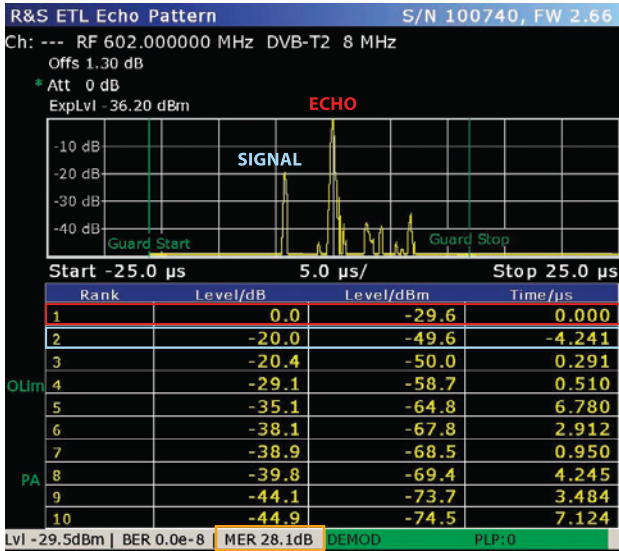 R&S ETL Echo Pattern S/N 100740, FW 2.66
Ch: --- RF 602.000000 MHz DVB-T2 8 MHz
Offs 1.30 dB
* Att 0 dB
ExpLvl -36.20 dBm
ECHO
-10 dB
SIGNAL
-20 dB
-30 dB
-40 dB
Guard Start Guard Stop
Start -25.0 µs 5.0 µs/ Stop 25.0 µs
Rank Level/dB Level/dBm Time/µs
1 0.0 -29.6 0.000
2 -20.0 -49.6 -4.241
3 -20.4 -50.0 0.291
OLim 4 -29.1 -58.7 0.510
5 -35.1 -64.8 6.780
6 -38.1 -67.8 2.912
7 -38.9 -68.5 0.950
PA 8 -39.8 -69.4 4.245
9 -44.1 -73.7 3.484
10 -44.9 -74.5 7.124
Lvl -29.5dBm | BER 0.0e-8 | MER 28.1dB DEMOD PLP:0